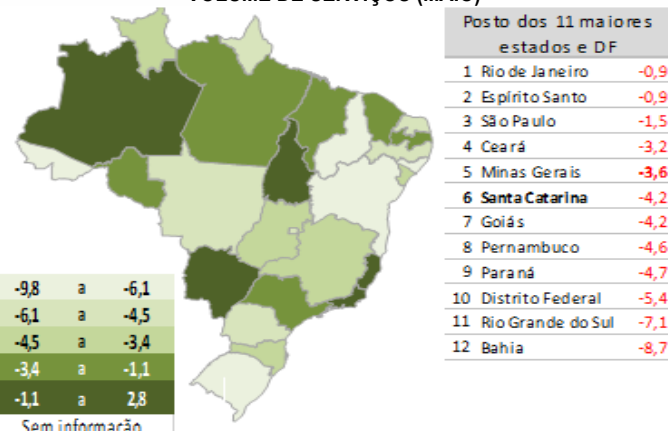 VOLUME DE SERVIÇOS (MAIO)
Posto dos 11 maiores
estados e DF
1 Rio de Janeiro -0,9
2 Espírito Santo -0,9
3 São Paulo -1,5
4 Ceará -3,2
5 Minas Gerais -3,6
6 Santa Catarina -4,2
7 Goiás -4,2
8 Pernambuco -4,6
9 Paraná -4,7
10 Distrito Federal -5,4
11 Rio Grande do Sul -7,1
12 Bahia -8,7
-9,8 a -6,1
-6,1 a -4,5
-4,5 a -3,4
-3,4 a -1,1
-1,1 a 2,8
Sem informação